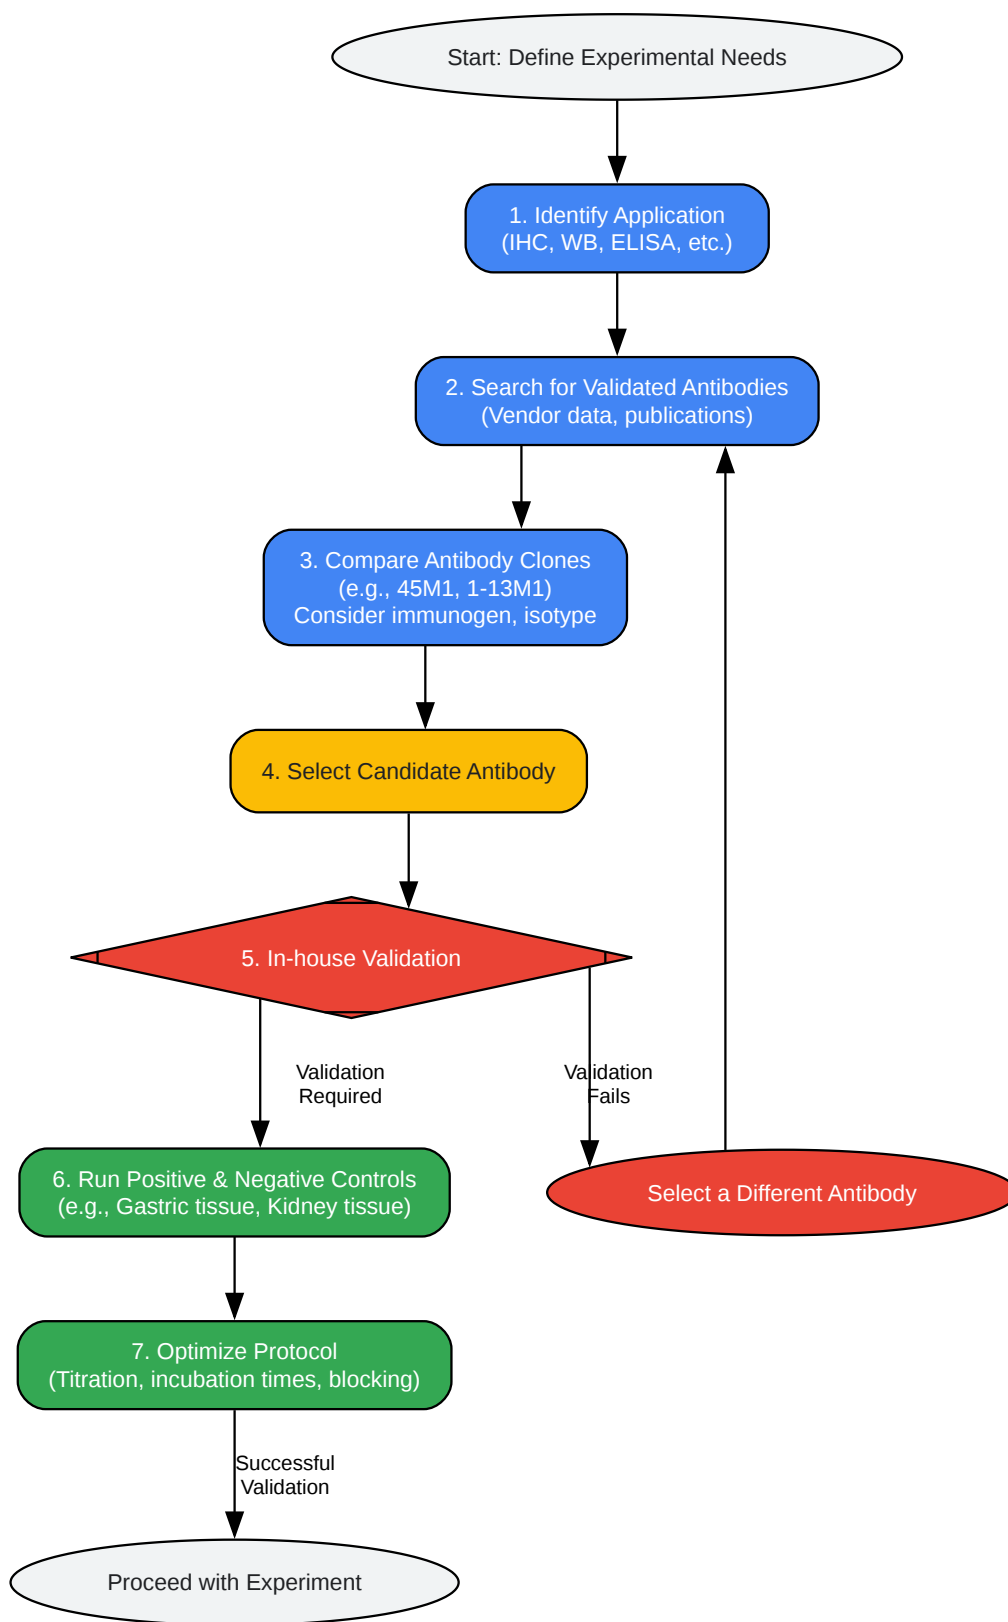 Start: Define Experimental Needs
1. Identify Application
(IHC, WB, ELISA, etc.)
2. Search for Validated Antibodies
(Vendor data, publications)
3. Compare Antibody Clones
(e.g., 45M1, 1-13M1)
Consider immunogen, isotype
4. Select Candidate Antibody
5. In-house Validation
Validation
Required
Validation
Fails
6. Run Positive & Negative Controls
(e.g., Gastric tissue, Kidney tissue)
Select a Different Antibody
7. Optimize Protocol
(Titration, incubation times, blocking)
Successful
Validation
Proceed with Experiment